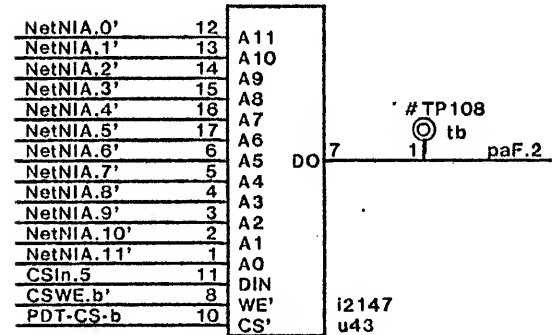 NetNIA.0' 12 A11
NetNIA.1' 13 A10
NetNIA.2' 14 A9
NetNIA.3' 15 A8
NetNIA.4' 16 A7
NetNIA.5' 17 A6
NetNIA.6' 6 A5 DO 7 1 paF.2
NetNIA.7' 5 A4
NetNIA.8' 4 A3
NetNIA.9' 3 A2
NetNIA.10' 2 A1
NetNIA.11' 1 A0
CSIn.5 11 DIN
CSWE.b' 8 WE' i2147
PDT-CS-b 10 CS' u43
#TP108
tb